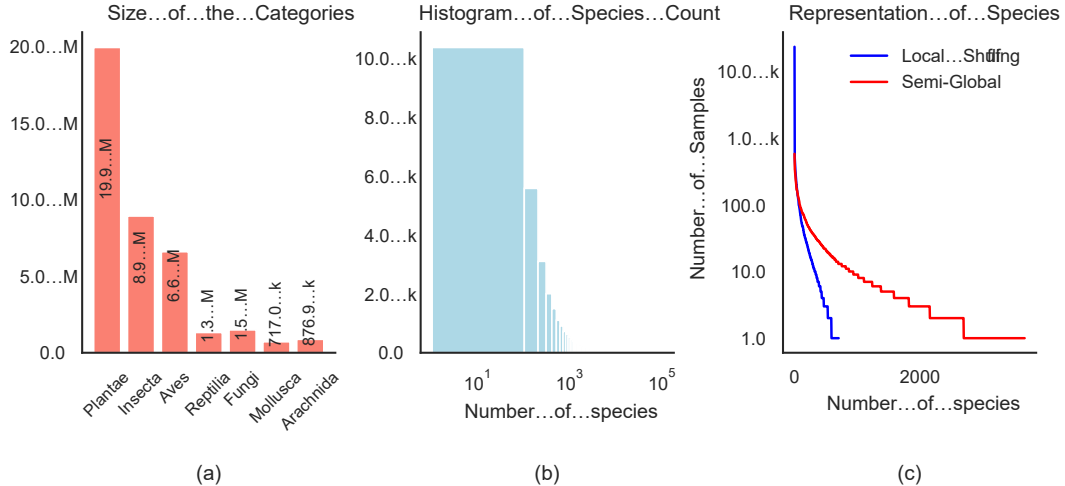 Size…of…the…Categories
20.0…M
15.0…M
10.0…M
5.0…M
0.0
19.9…M
8.9…M
6.6…M
1.3…M
1.5…M
717.0…k
876.9…k
Plantae
Insecta
Aves
Reptilia
Fungi
Mollusca
Arachnida
(a)
Histogram…of…Species…Count
10.0…k
8.0…k
6.0…k
4.0…k
2.0…k
0.0
10¹
10³
10⁵
Number…of…species
(b)
Representation…of…Species
Number…of…Samples
10.0…k
1.0…k
100.0
10.0
1.0
Local…Shuffling
Semi-Global
0
2000
Number…of…species
(c)